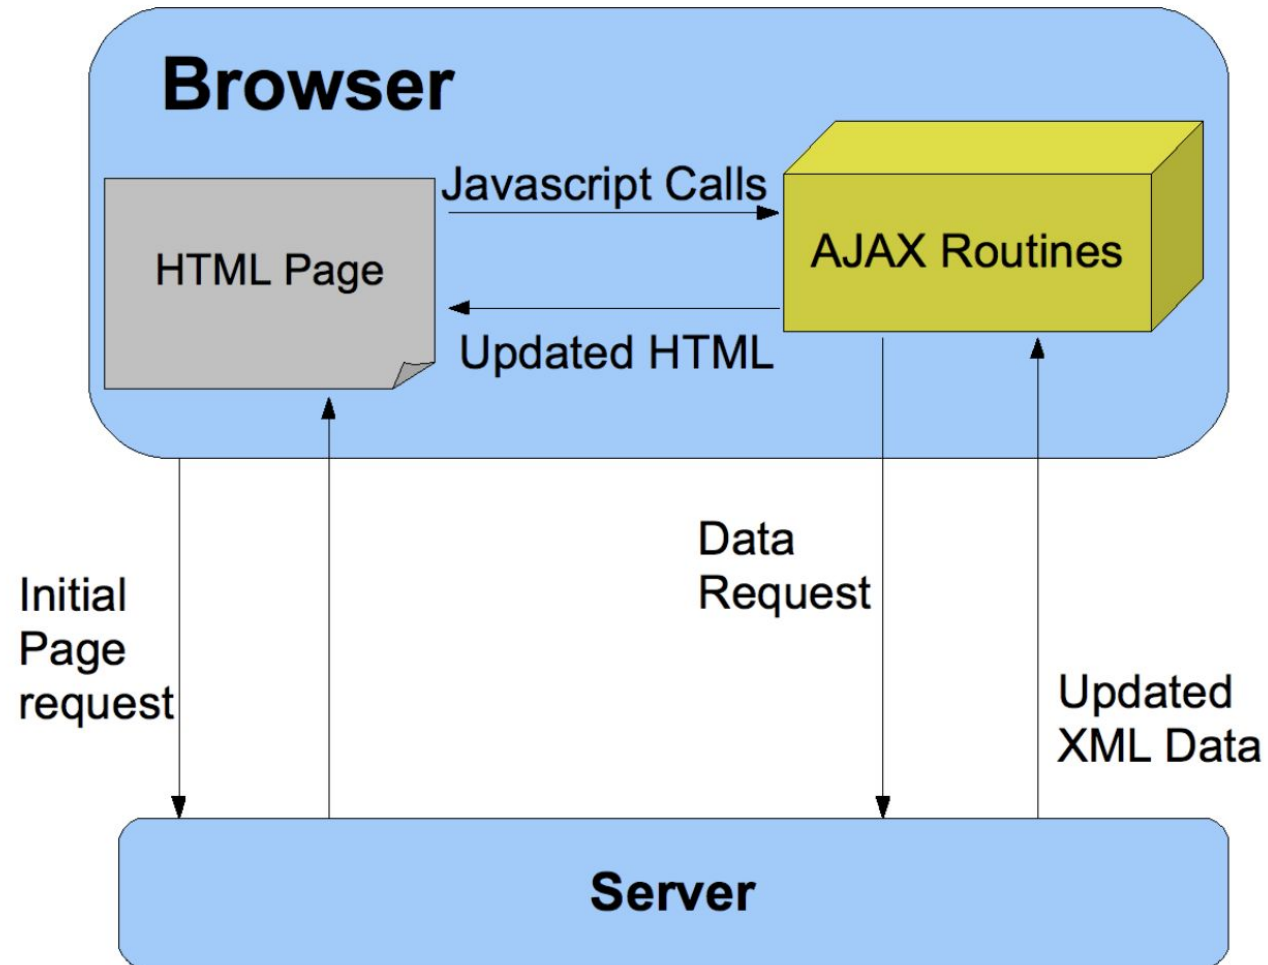 Browser
Javascript Calls
HTML Page
AJAX Routines
Updated HTML
Initial
Page
request
Data
Request
Updated
XML Data
Server